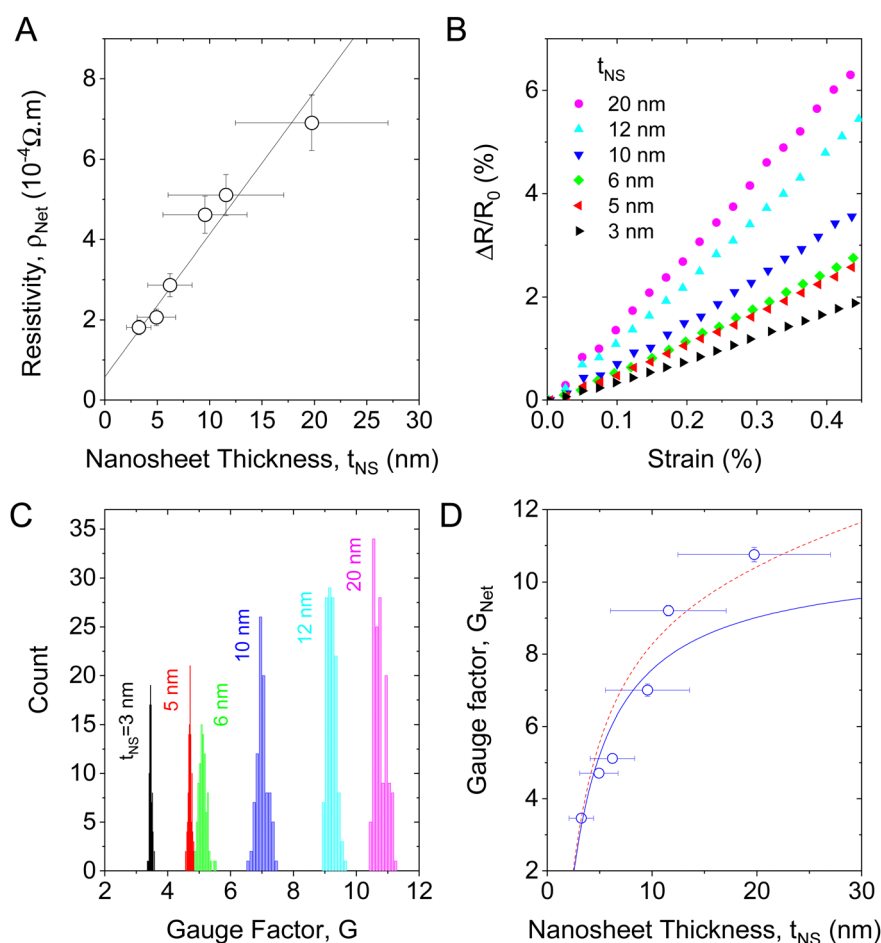 A
Resistivity, ρNet (10-4Ω.m)
8
6
4
2
0
0 5 10 15 20 25 30
Nanosheet Thickness, tNS (nm)
B
ΔR/R0 (%)
6
4
2
0
tNS
20 nm
12 nm
10 nm
6 nm
5 nm
3 nm
0.0 0.1 0.2 0.3 0.4
Strain (%)
C
Count
35
30
25
20
15
10
5
0
tNS=3 nm
5 nm
6 nm
10 nm
12 nm
20 nm
2 4 6 8 10 12
Gauge Factor, G
D
Gauge factor, GNet
12
10
8
6
4
2
0 10 20 30
Nanosheet Thickness, tNS (nm)